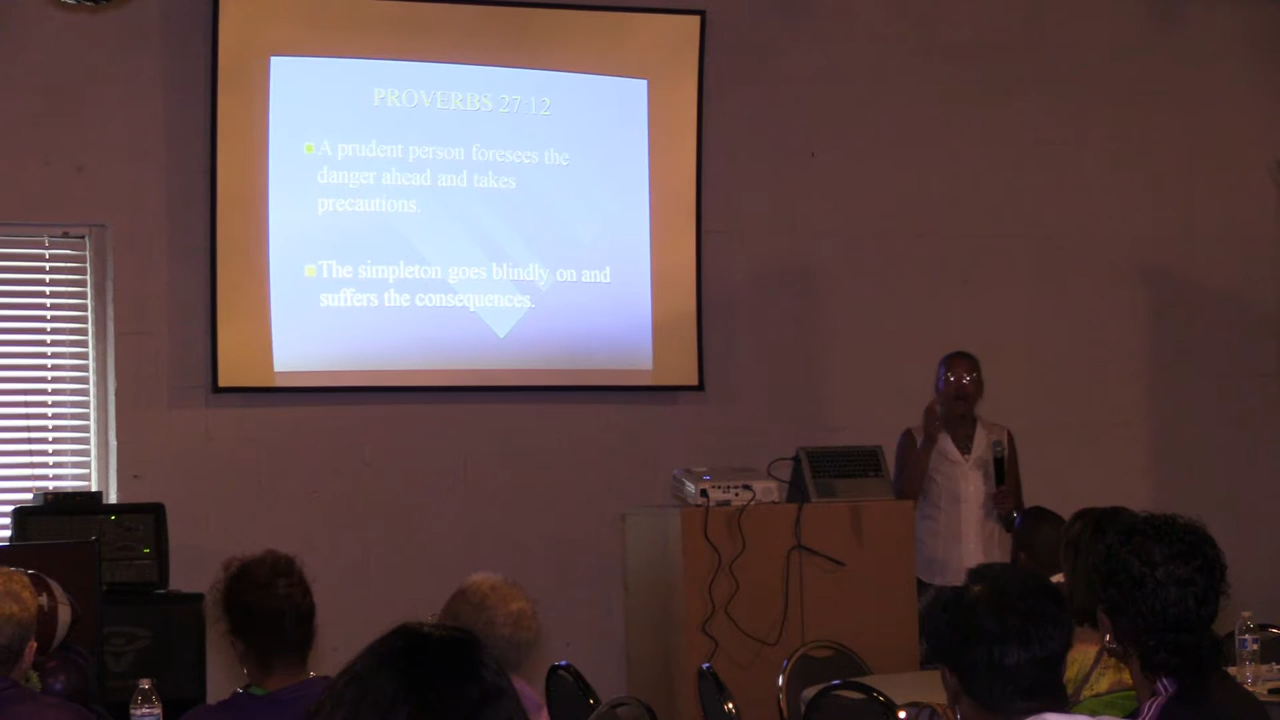 PROVERBS 27:12
A prudent person foresees the
danger ahead and takes
precautions.
The simpleton goes blindly on and
suffers the consequences.